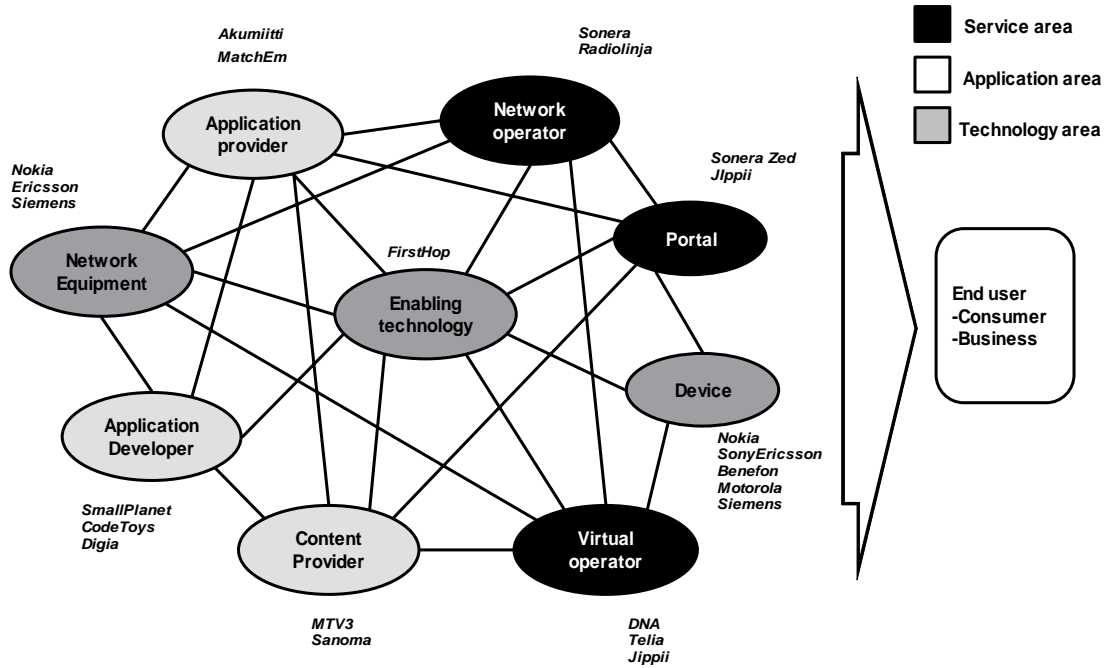 Akumiitti
MatchEm
Sonera
Radiolinja
Service area
Application area
Technology area
Application
provider
Network
operator
Sonera Zed
JIppii
Nokia
Ericsson
Siemens
Portal
Network
Equipment
FirstHop
Enabling
technology
End user
-Consumer
-Business
Device
Application
Developer
Nokia
SonyEricsson
Benefon
Motorola
Siemens
SmallPlanet
CodeToys
Digia
Content
Provider
Virtual
operator
MTV3
Sanoma
DNA
Telia
Jippii